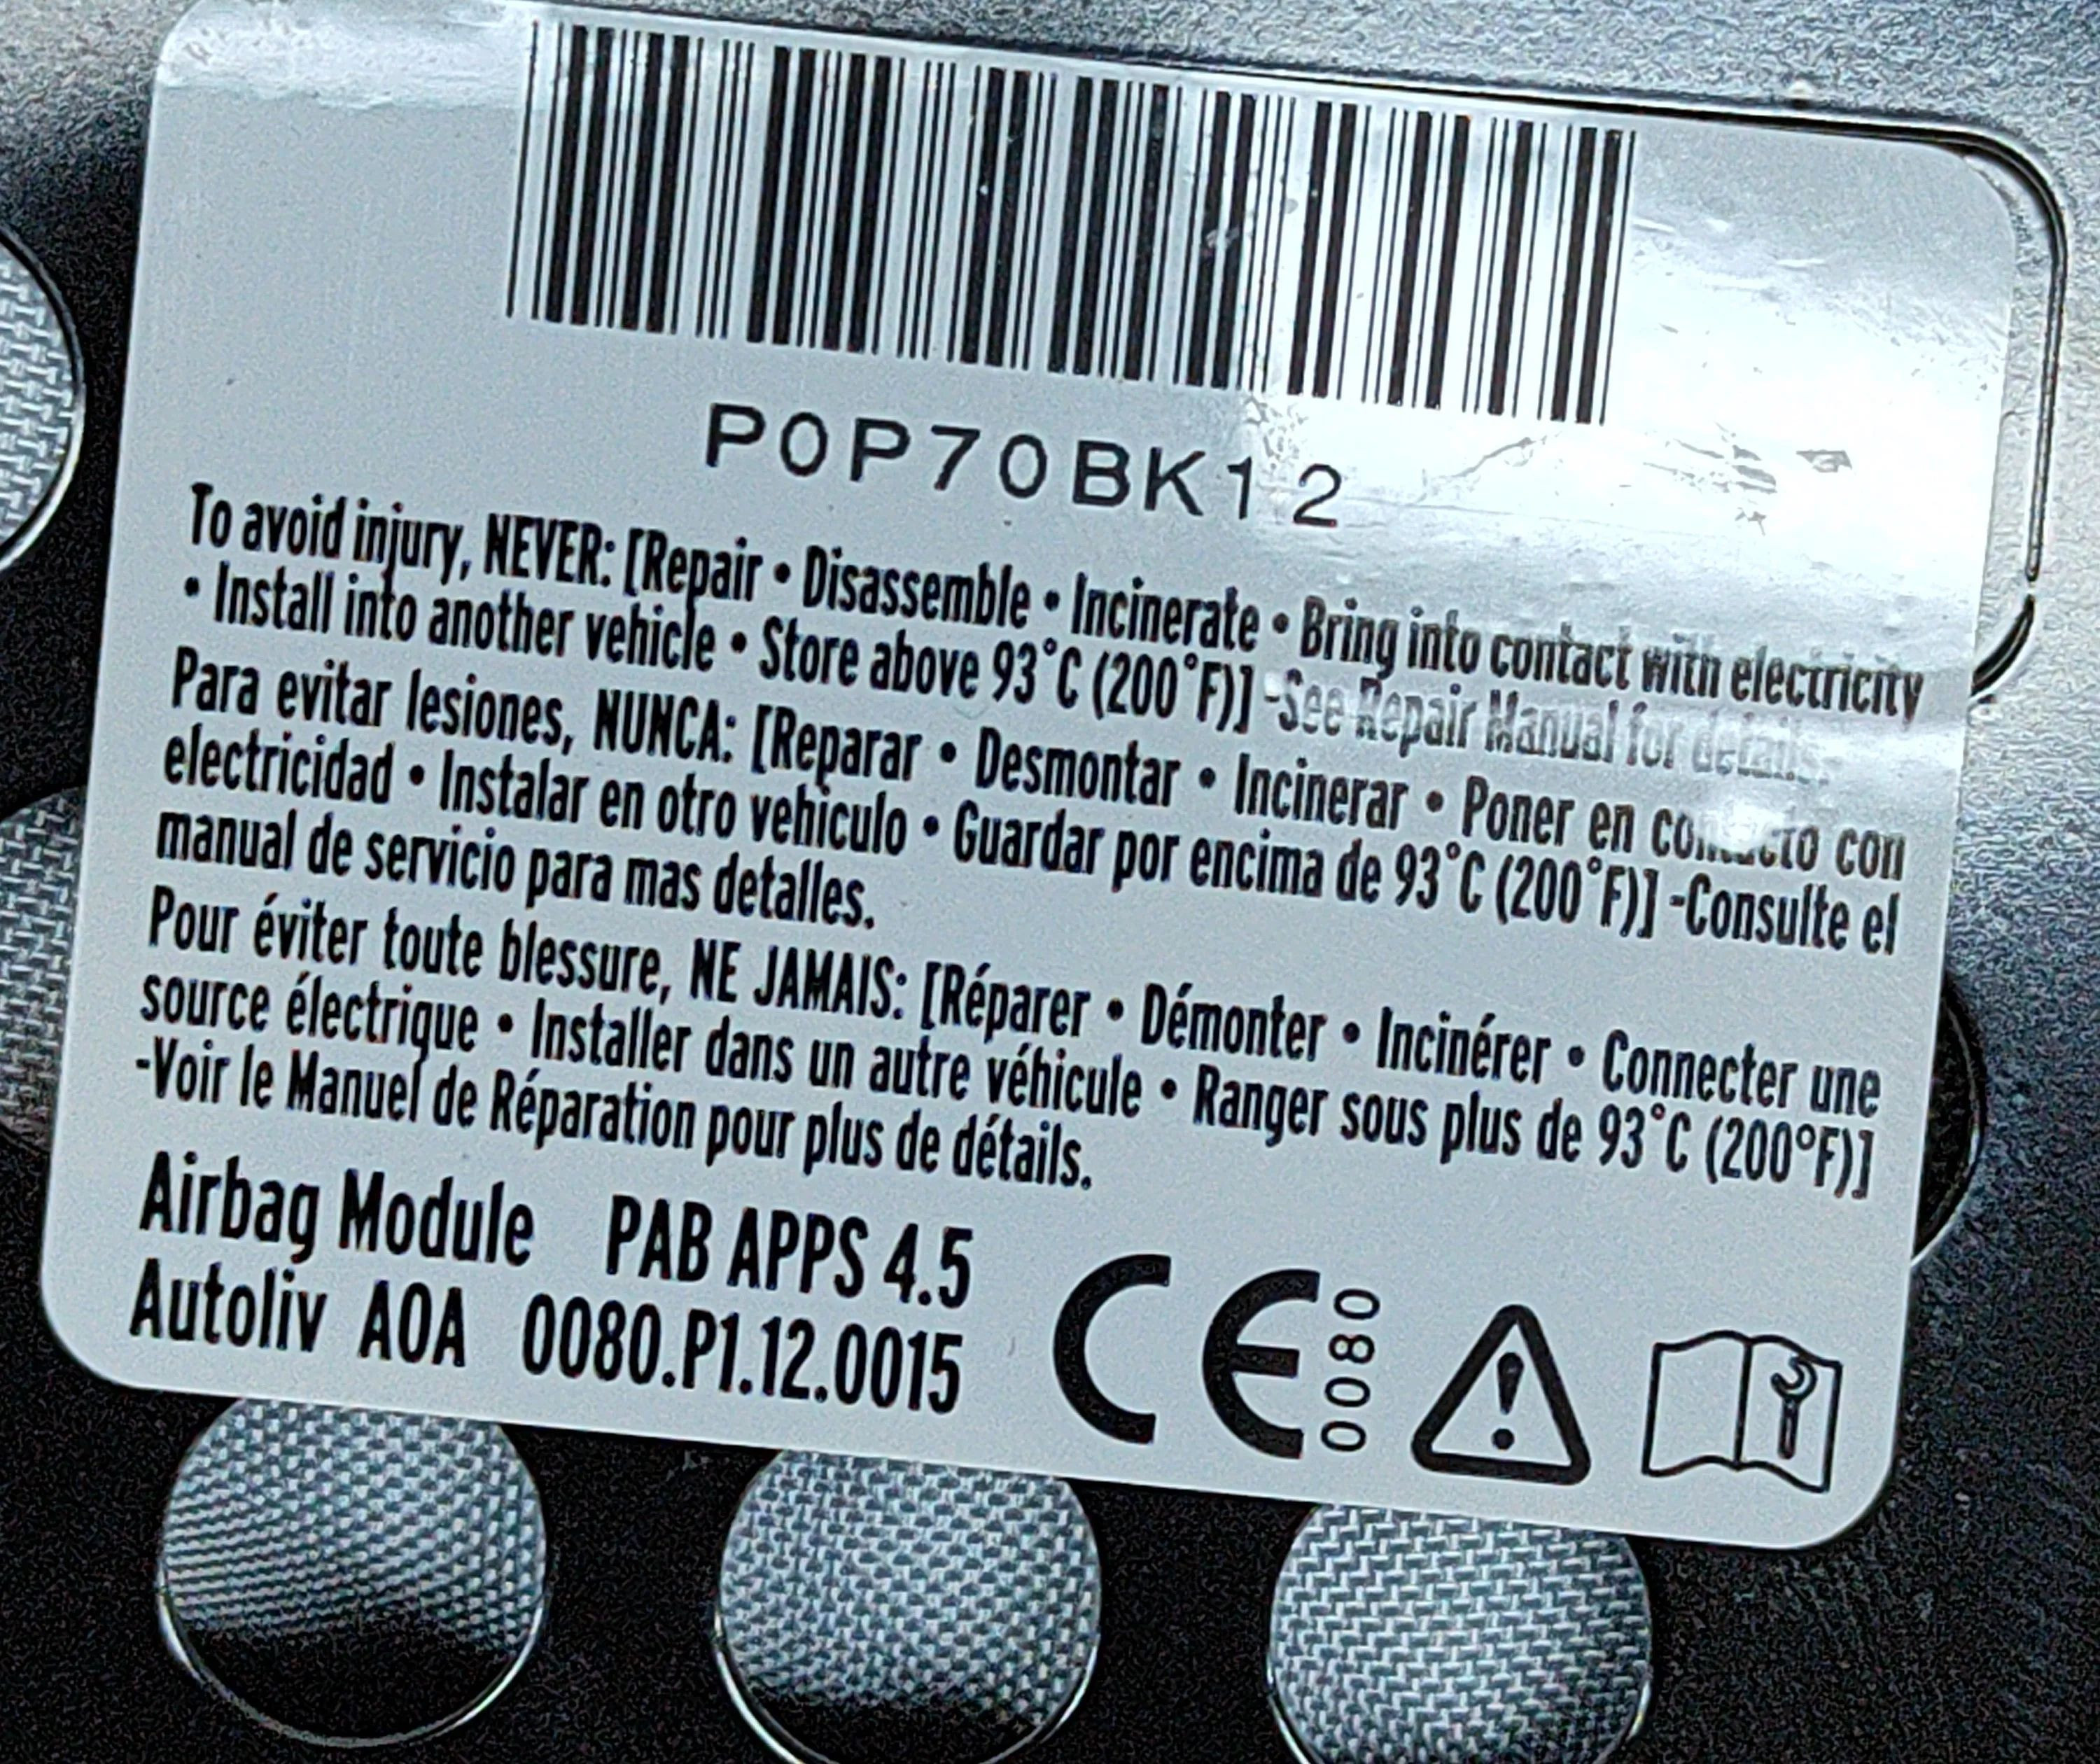 P0P70BK12
To avoid injury, NEVER: [Repair • Disassemble • Incinerate • Bring into contact with electricity
• Install into another vehicle • Store above 93°C (200°F)] -See Repair Manual for details.
Para evitar lesiones, NUNCA: [Reparar • Desmontar • Incinerar • Poner en contacto con
electricidad • Instalar en otro vehiculo • Guardar por encima de 93°C (200°F)] -Consulte el
manual de servicio para mas detalles.
Pour éviter toute blessure, NE JAMAIS: [Réparer • Démonter • Incinérer • Connecter une
source électrique • Installer dans un autre véhicule • Ranger sous plus de 93°C (200°F)]
-Voir le Manuel de Réparation pour plus de détails.
Airbag Module PAB APPS 4.5
Autoliv AOA 0080.P1.12.0015
CE 0080